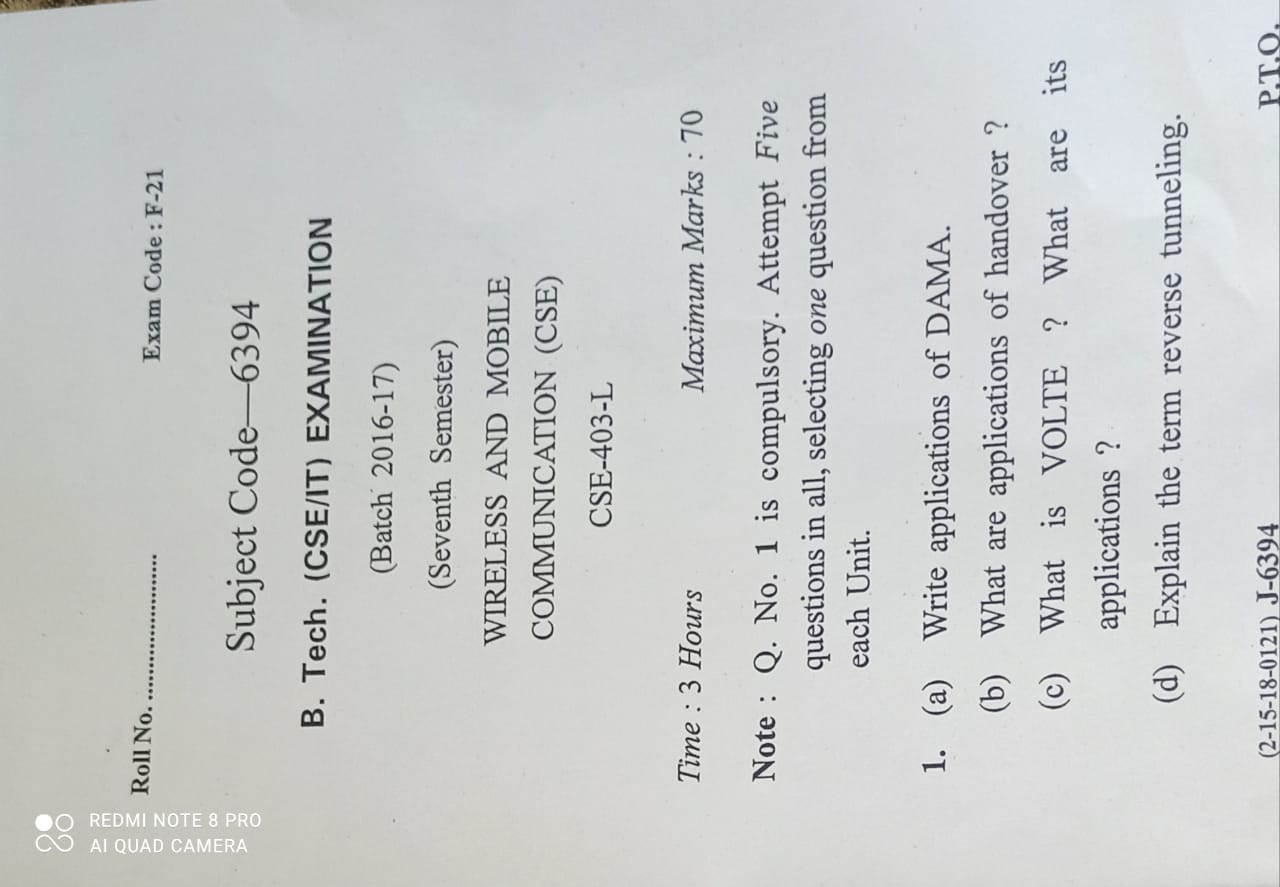 REDMI NOTE 8 PRO
AI QUAD CAMERA
Roll No. ....................... Exam Code : F-21
Subject Code—6394
B. Tech. (CSE/IT) EXAMINATION
(Batch 2016-17)
(Seventh Semester)
WIRELESS AND MOBILE
COMMUNICATION (CSE)
CSE-403-L
Time : 3 Hours Maximum Marks : 70
Note : Q. No. 1 is compulsory. Attempt Five
questions in all, selecting one question from
each Unit.
1. (a) Write applications of DAMA.
(b) What are applications of handover ?
(c) What is VOLTE ? What are its
applications ?
(d) Explain the term reverse tunneling.
(2-15-18-0121) J-6394 P.T.O.